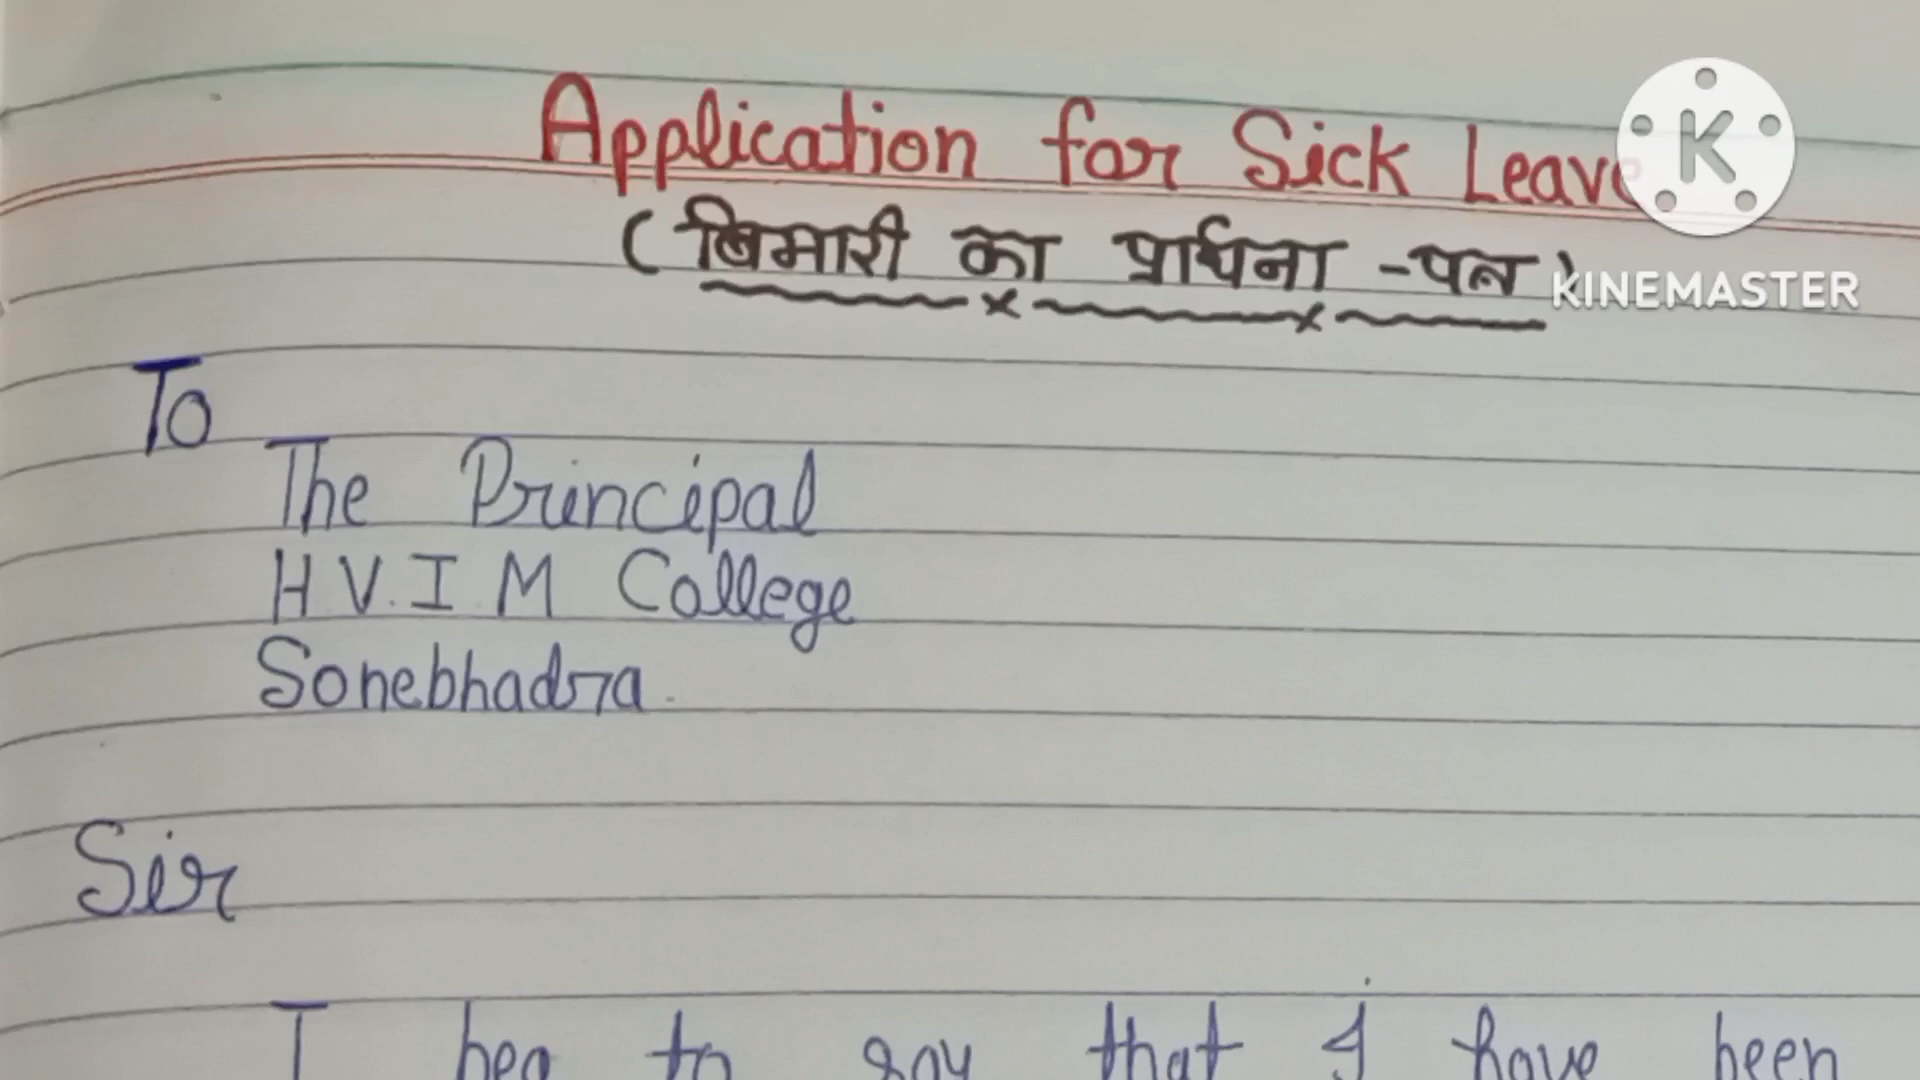 Application for Sick Leave
(बिमारी का प्रार्थना-पत्र)
KINEMASTER
To
The Principal
H V. I M College
Sonebhadra.
Sir
I beg to say that I have been